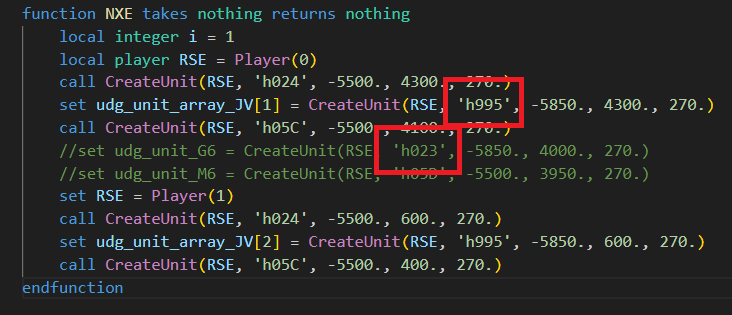 function NXE takes nothing returns nothing
local integer i = 1
local player RSE = Player(0)
call CreateUnit(RSE, 'h024', -5500., 4300., 270.)
set udg_unit_array_JV[1] = CreateUnit(RSE, 'h995', -5850., 4300., 270.)
call CreateUnit(RSE, 'h05C', -5500., 4100., 270.)
//set udg_unit_G6 = CreateUnit(RSE, 'h023', -5850., 4000., 270.)
//set udg_unit_M6 = CreateUnit(RSE, 'h05D', -5500., 3950., 270.)
set RSE = Player(1)
call CreateUnit(RSE, 'h024', -5500., 600., 270.)
set udg_unit_array_JV[2] = CreateUnit(RSE, 'h995', -5850., 600., 270.)
call CreateUnit(RSE, 'h05C', -5500., 400., 270.)
endfunction